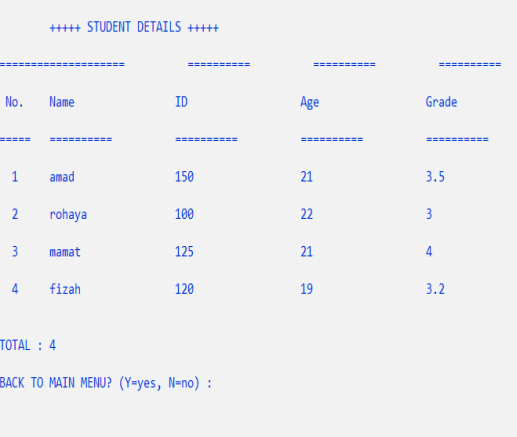 +++++ STUDENT DETAILS +++++
==================== ========== ========== ==========
No. Name ID Age Grade
===== ========== ========== ========== ==========
1 amad 150 21 3.5
2 rohaya 100 22 3
3 mamat 125 21 4
4 fizah 120 19 3.2
TOTAL : 4
BACK TO MAIN MENU? (Y=yes, N=no) :